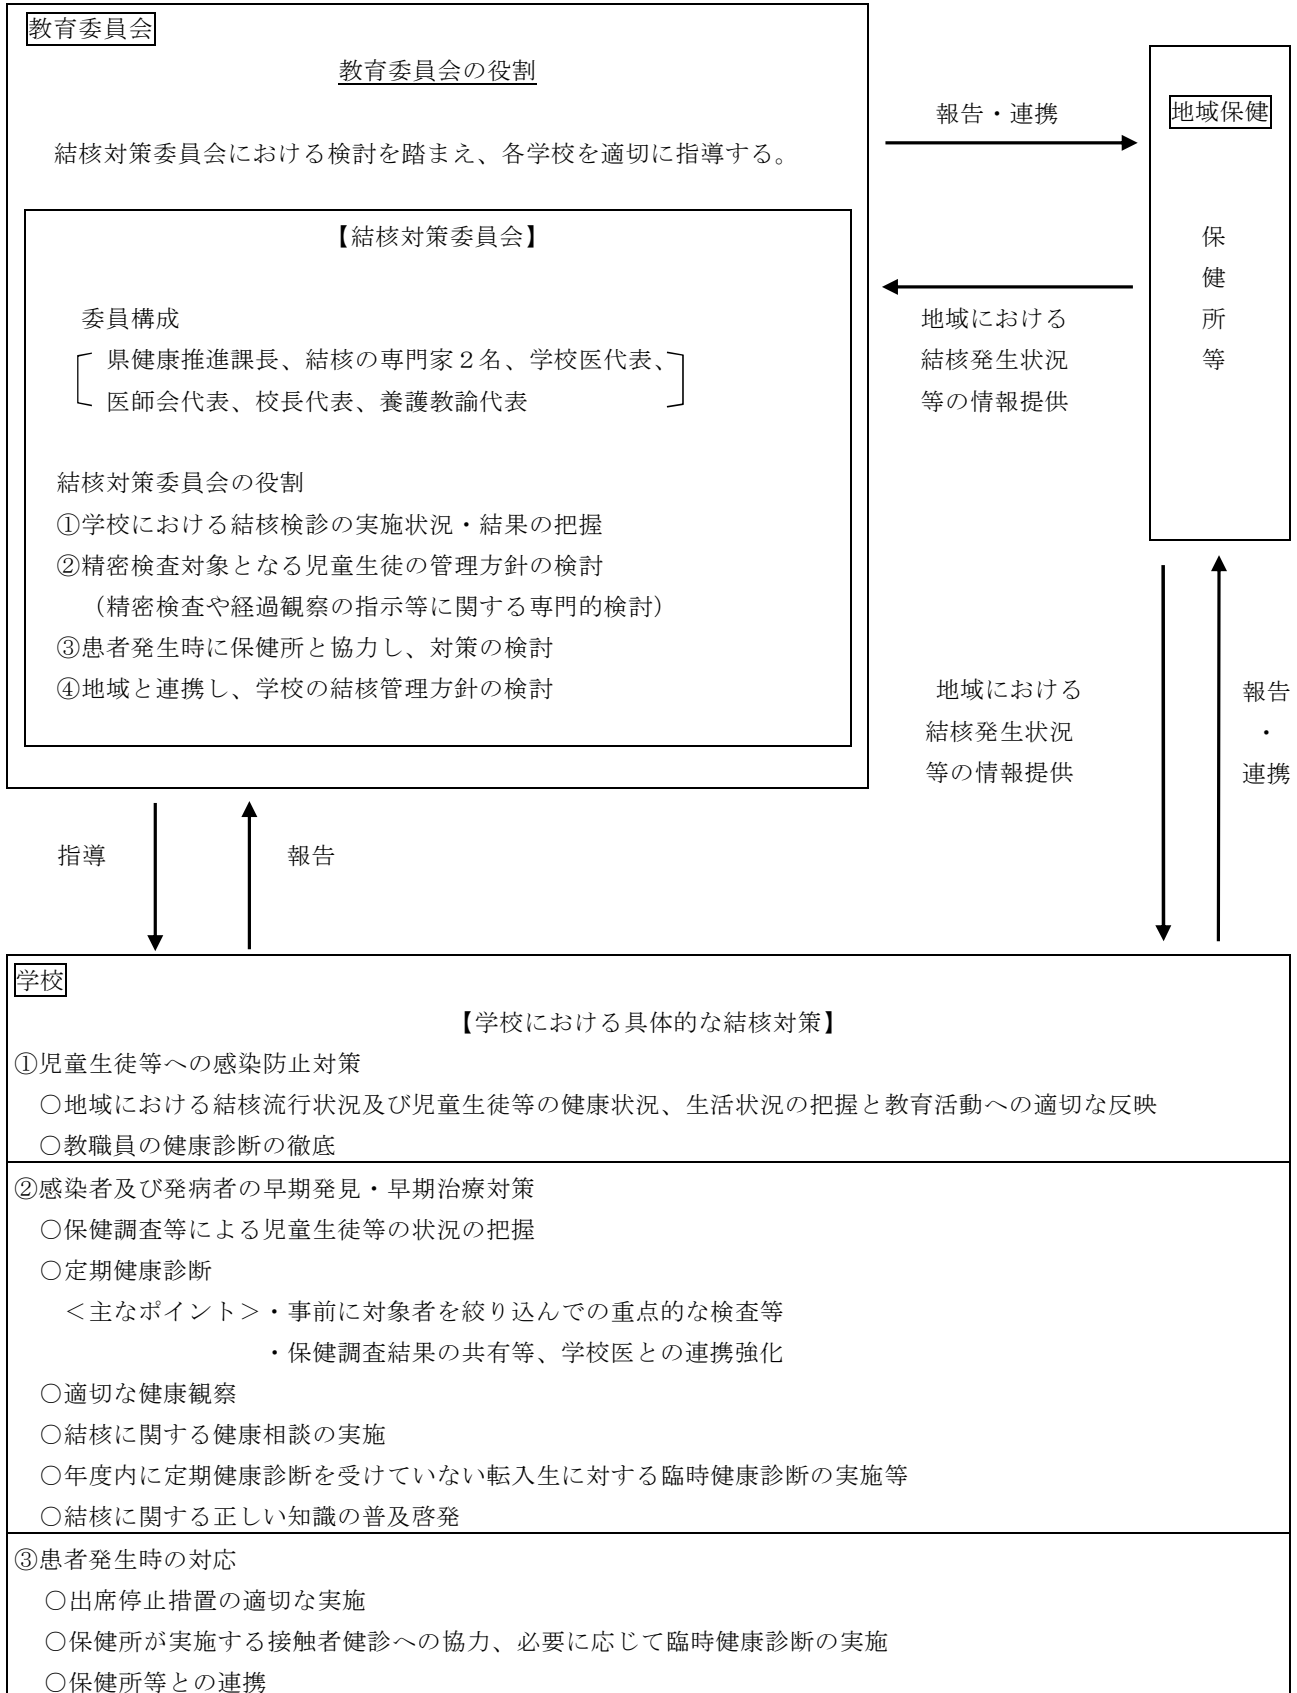 教育委員会
教育委員会の役割
結核対策委員会における検討を踏まえ、各学校を適切に指導する。
【結核対策委員会】
委員構成
県健康推進課長、結核の専門家２名、学校医代表、
医師会代表、校長代表、養護教諭代表
結核対策委員会の役割
①学校における結核検診の実施状況・結果の把握
②精密検査対象となる児童生徒の管理方針の検討
（精密検査や経過観察の指示等に関する専門的検討）
③患者発生時に保健所と協力し、対策の検討
④地域と連携し、学校の結核管理方針の検討
報告・連携
地域における
結核発生状況
等の情報提供
地域保健
保
健
所
等
地域における
結核発生状況
等の情報提供
報告
・
連携
指導
報告
学校
【学校における具体的な結核対策】
①児童生徒等への感染防止対策
○地域における結核流行状況及び児童生徒等の健康状況、生活状況の把握と教育活動への適切な反映
○教職員の健康診断の徹底
②感染者及び発病者の早期発見・早期治療対策
○保健調査等による児童生徒等の状況の把握
○定期健康診断
＜主なポイント＞・事前に対象者を絞り込んでの重点的な検査等
・保健調査結果の共有等、学校医との連携強化
○適切な健康観察
○結核に関する健康相談の実施
○年度内に定期健康診断を受けていない転入生に対する臨時健康診断の実施等
○結核に関する正しい知識の普及啓発
③患者発生時の対応
○出席停止措置の適切な実施
○保健所が実施する接触者健診への協力、必要に応じて臨時健康診断の実施
○保健所等との連携